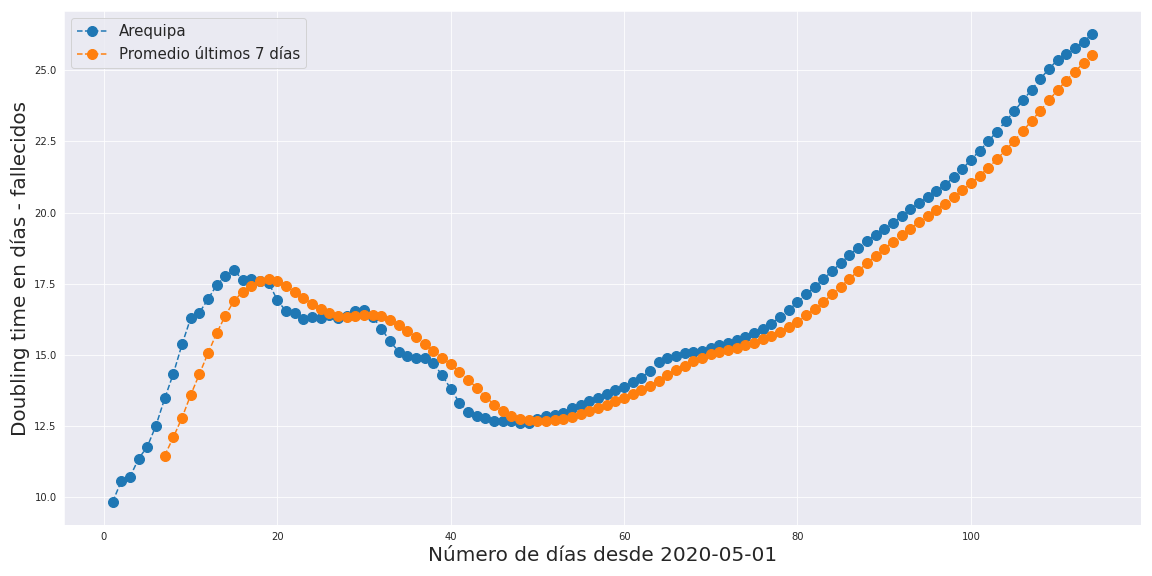 Arequipa
Promedio últimos 7 días
Doubling time en días - fallecidos
25.0
22.5
20.0
17.5
15.0
12.5
10.0
0 20 40 60 80 100
Número de días desde 2020-05-01